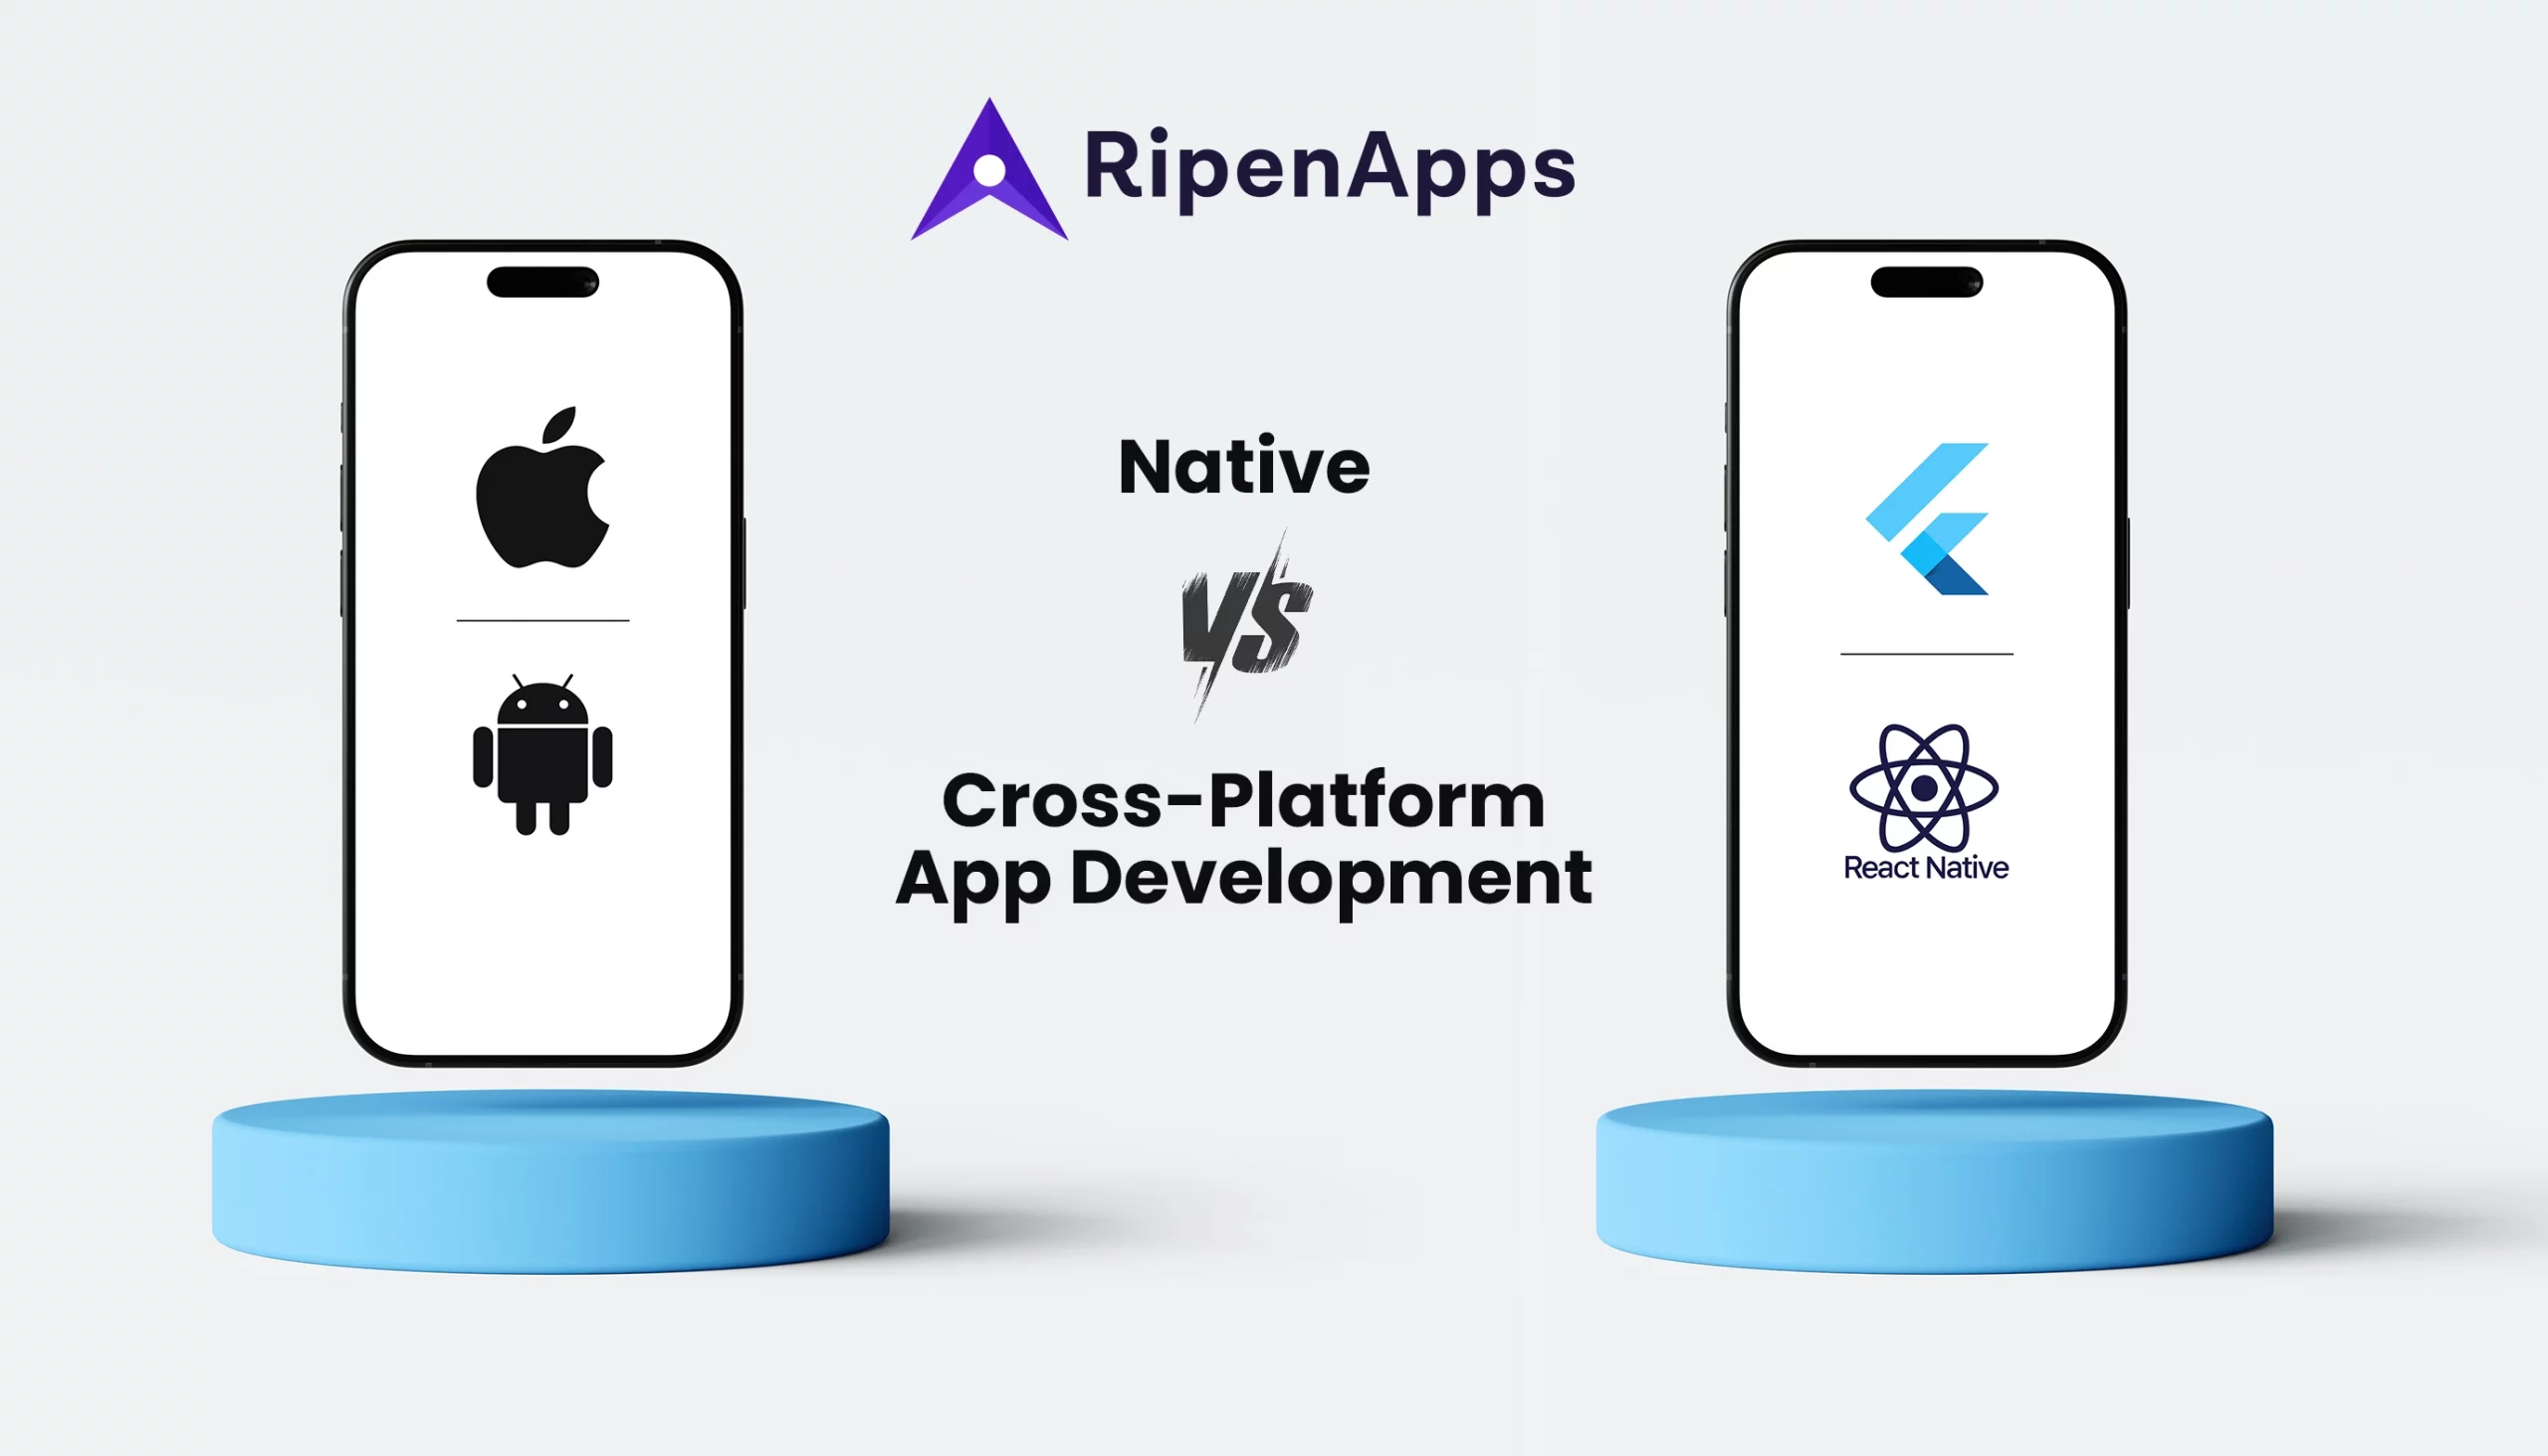 RipenApps
Native
VS
Cross-Platform
App Development
React Native